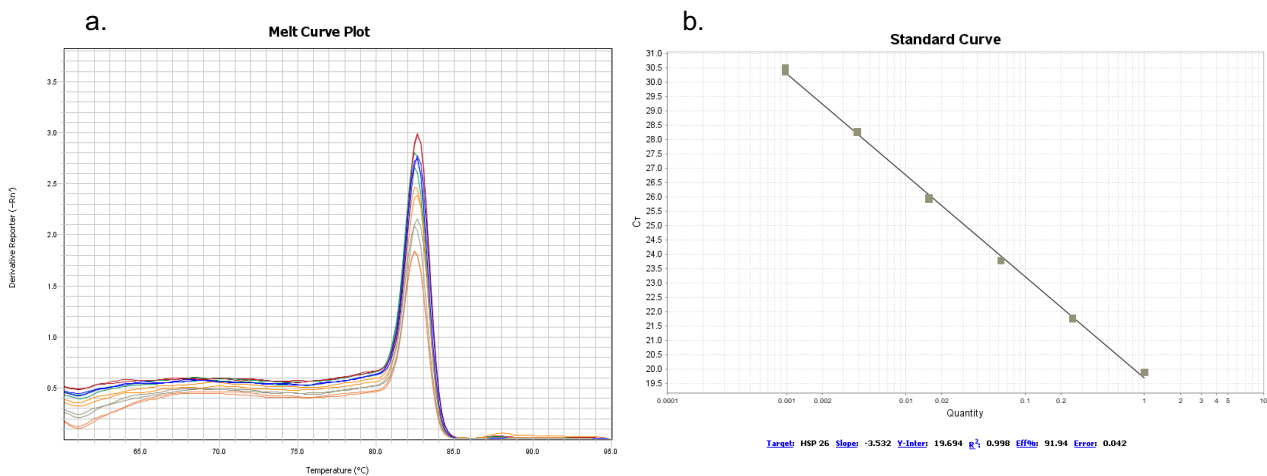 a.
Melt Curve Plot
3.5
3.0
2.5
2.0
1.5
1.0
0.5
Derivative Reporter (-Rn')
65.0 70.0 75.0 80.0 85.0 90.0 95.0
Temperature (°C)
b.
Standard Curve
31.0
30.5
30.0
29.5
29.0
28.5
28.0
27.5
27.0
26.5
26.0
25.5
25.0
24.5
24.0
23.5
23.0
22.5
22.0
21.5
21.0
20.5
20.0
19.5
CT
0.0001 0.001 0.002 0.01 0.02 0.1 0.2 1 2 3 4 5 10
Quantity
Target: HSP 26 Slope: -3.532 Y-Inter: 19.694 R²: 0.998 Eff%: 91.94 Error: 0.042